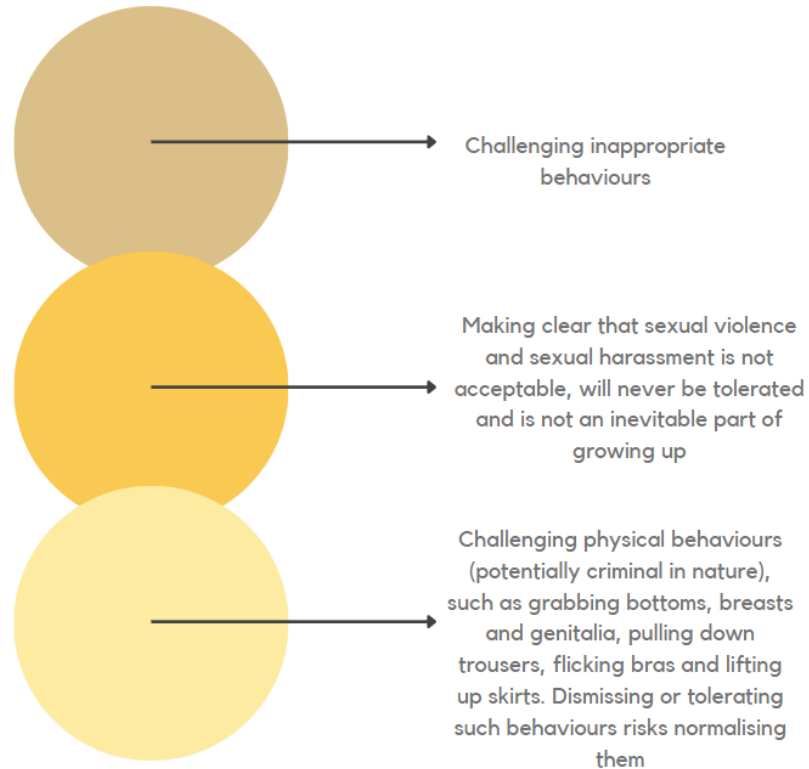 Challenging inappropriate
behaviours
Making clear that sexual violence
and sexual harassment is not
acceptable, will never be tolerated
and is not an inevitable part of
growing up
Challenging physical behaviours
(potentially criminal in nature),
such as grabbing bottoms, breasts
and genitalia, pulling down
trousers, flicking bras and lifting
up skirts. Dismissing or tolerating
such behaviours risks normalising
them